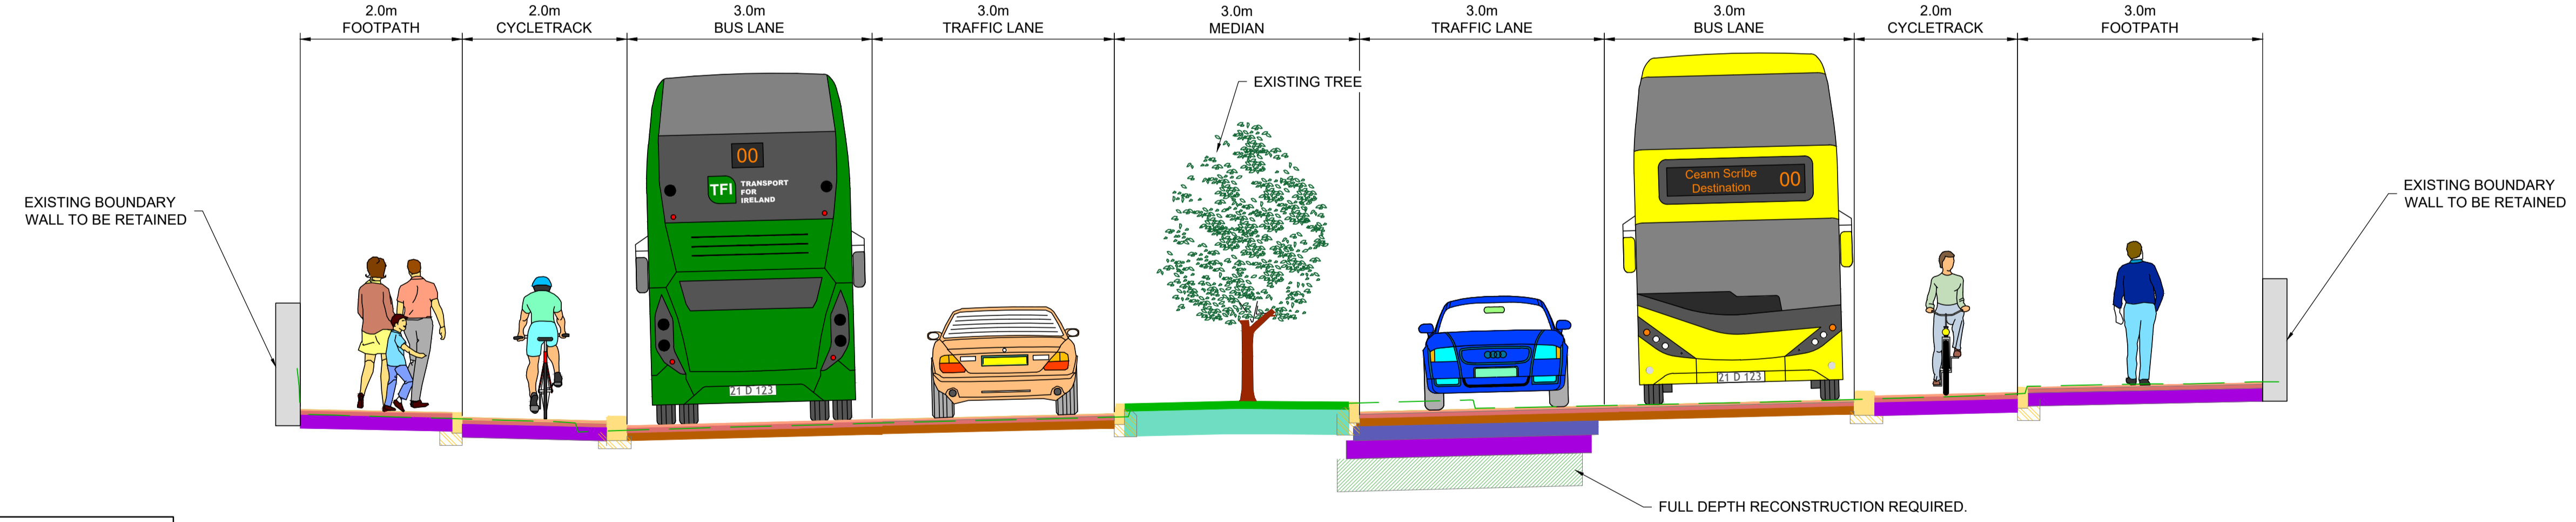 2.0m
FOOTPATH
2.0m
CYCLETRACK
3.0m
BUS LANE
3.0m
TRAFFIC LANE
3.0m
MEDIAN
3.0m
TRAFFIC LANE
3.0m
BUS LANE
2.0m
CYCLETRACK
3.0m
FOOTPATH
EXISTING TREE
00
TFI
TRANSPORT
FOR
IRELAND
Ceann Scríbe
Destination
00
EXISTING BOUNDARY
WALL TO BE RETAINED
EXISTING BOUNDARY
WALL TO BE RETAINED
21 D 123
21 D 123
FULL DEPTH RECONSTRUCTION REQUIRED.